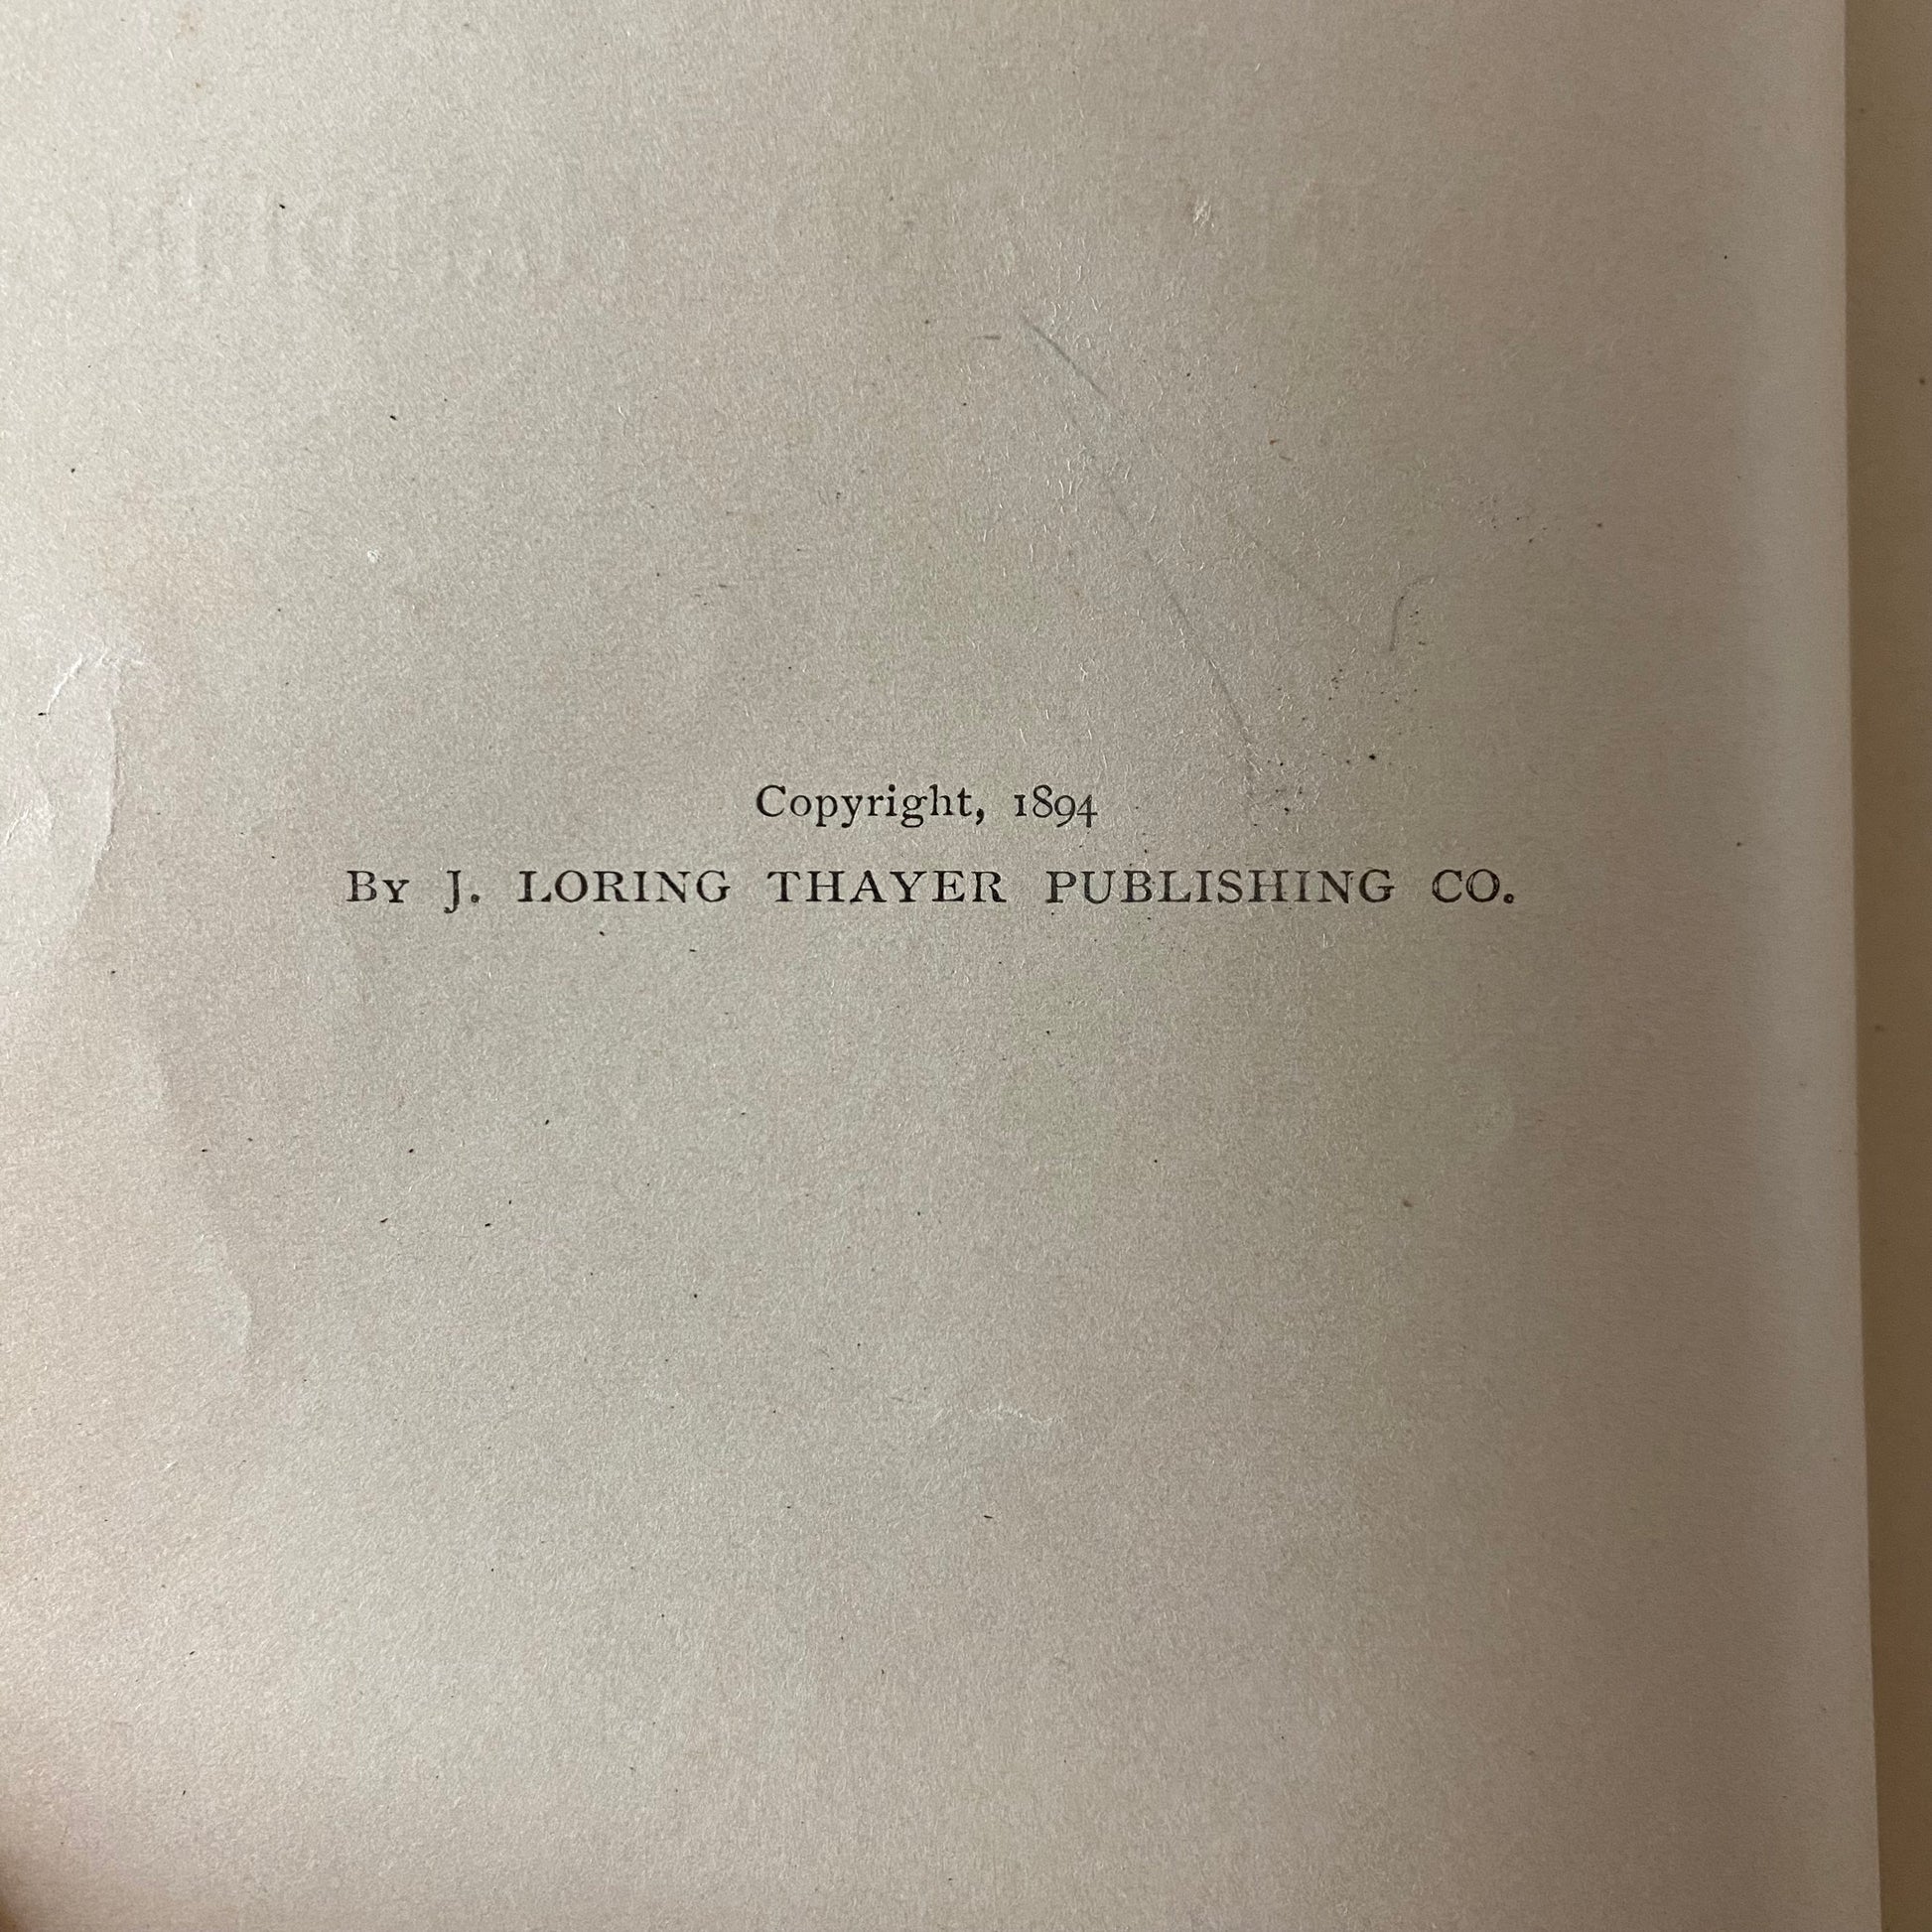 Copyright, 1894
By J. LORING THAYER PUBLISHING CO.